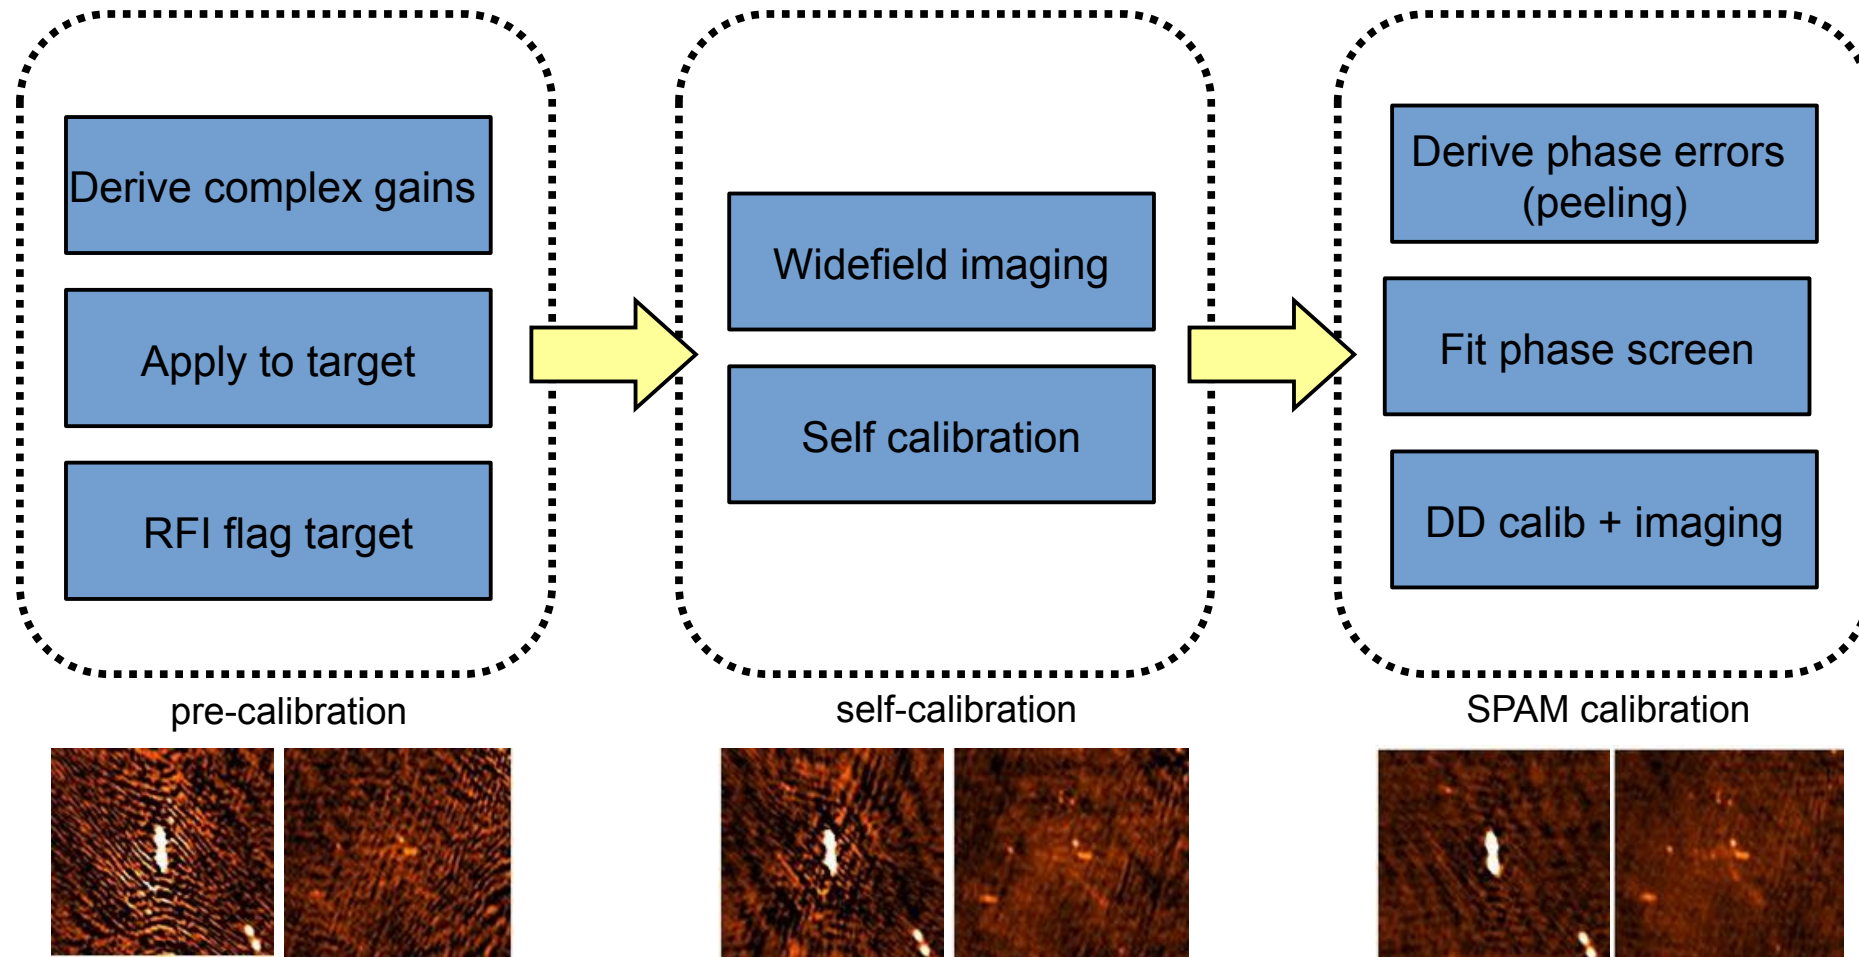 Derive complex gains
Apply to target
RFI flag target
pre-calibration
Widefield imaging
Self calibration
self-calibration
Derive phase errors
(peeling)
Fit phase screen
DD calib + imaging
SPAM calibration